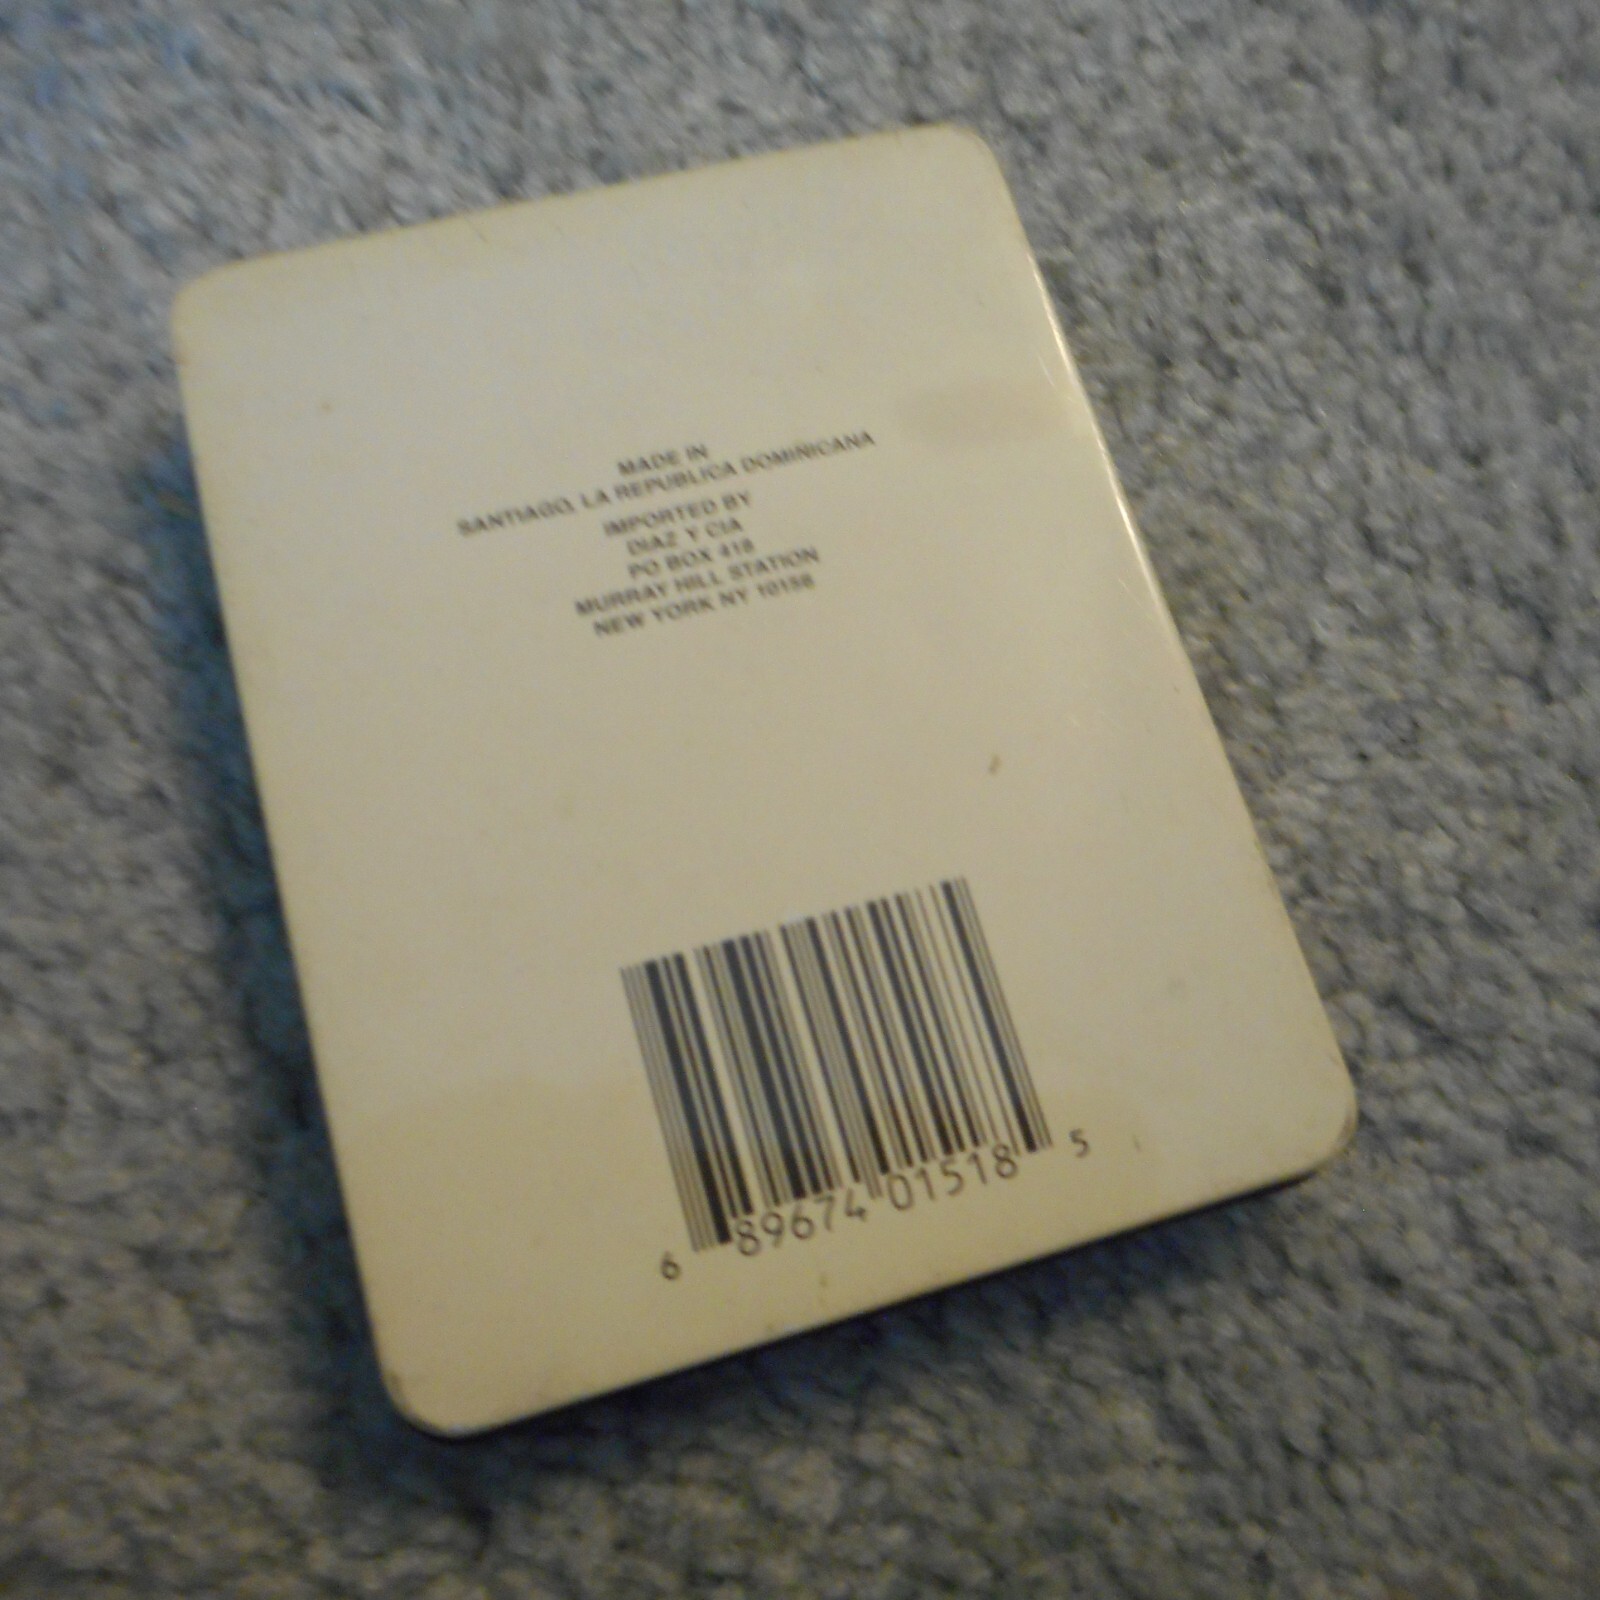 MADE IN
SANTIAGO, LA REPUBLICA DOMINICANA
IMPORTED BY
DIAZ Y CIA
PO BOX 418
MURRAY HILL STATION
NEW YORK NY 10156
6 89674 01518 5